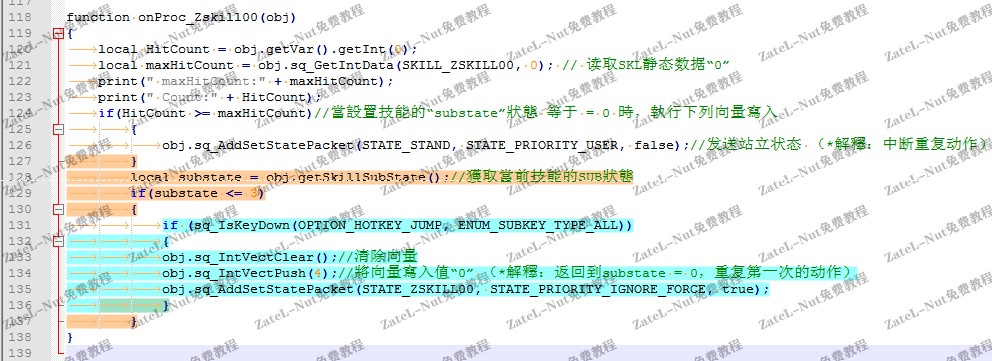 117
118 function onProc_Zskill00(obj)
119 {
120 local HitCount = obj.getVar().getInt(0);
121 local maxHitCount = obj.sq_GetIntData(SKILL_ZSKILL00, 0); // 读取SKL静态数据“0”
122 print(" maxHitCount:" + maxHitCount);
123 print(" Count:" + HitCount);
124 if(HitCount >= maxHitCount)//當設置技能的“substate”狀態 等于 = 0 時，執行下列向量寫入
125 {
126 obj.sq_AddSetStatePacket(STATE_STAND, STATE_PRIORITY_USER, false);//发送站立状态 （*解釋：中断重复动作）
127 }
128 local substate = obj.getSkillSubState();//獲取當前技能的SUB狀態
129 if(substate <= 3)
130 {
131 if (sq_IsKeyDown(OPTION_HOTKEY_JUMP, ENUM_SUBKEY_TYPE_ALL))
132 {
133 obj.sq_IntVectClear();//清除向量
134 obj.sq_IntVectPush(4);//將向量寫入值“0” （*解釋：返回到substate = 0，重复第一次的动作）
135 obj.sq_AddSetStatePacket(STATE_ZSKILL00, STATE_PRIORITY_IGNORE_FORCE, true);
136 }
137 }
138 }
139
ZateL-Nut免费教程